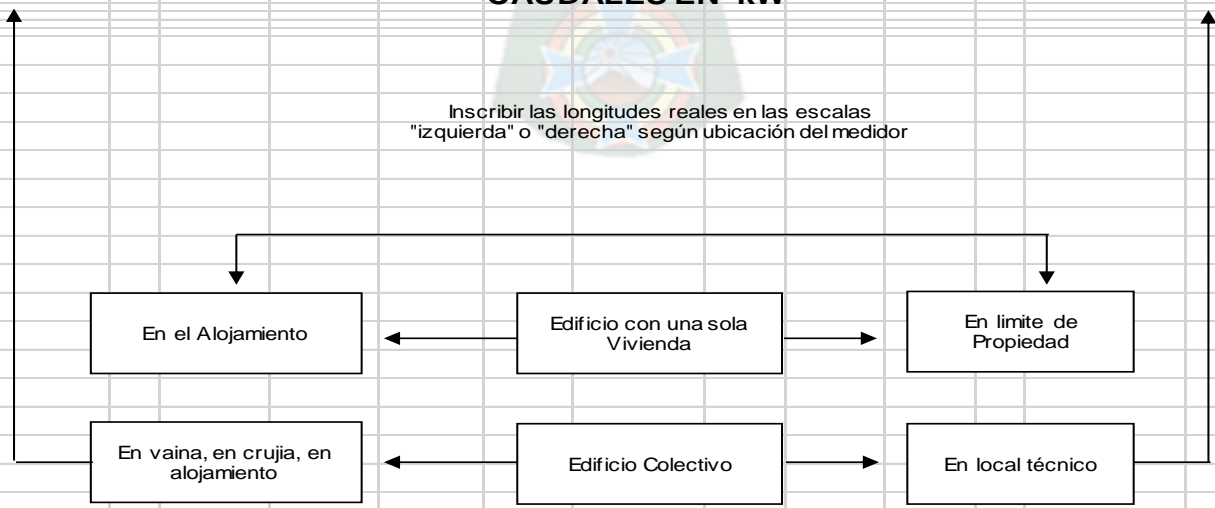 CAUDALES EN kW
Inscribir las longitudes reales en las escalas
"izquierda" o "derecha" según ubicación del medidor
En el Alojamiento
Edificio con una sola
Vivienda
En limite de
Propiedad
En vaina, en crujia, en
alojamiento
Edificio Colectivo
En local técnico